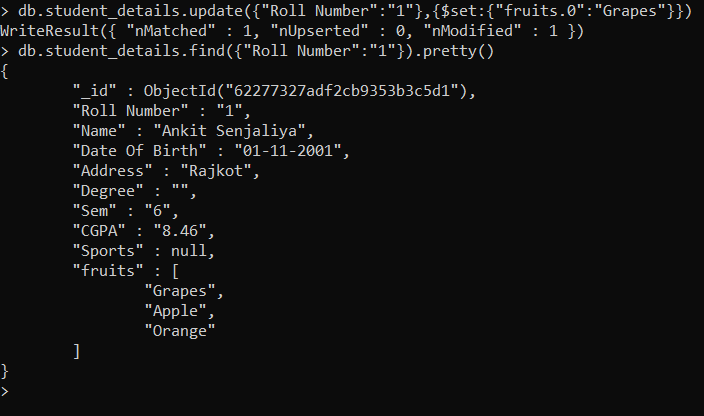 > db.student_details.update({"Roll Number":"1"},{$set:{"fruits.0":"Grapes"}})
WriteResult({ "nMatched" : 1, "nUpserted" : 0, "nModified" : 1 })
> db.student_details.find({"Roll Number":"1"}).pretty()
{
        "_id" : ObjectId("62277327adf2cb9353b3c5d1"),
        "Roll Number" : "1",
        "Name" : "Ankit Senjaliya",
        "Date Of Birth" : "01-11-2001",
        "Address" : "Rajkot",
        "Degree" : "",
        "Sem" : "6",
        "CGPA" : "8.46",
        "Sports" : null,
        "fruits" : [
                "Grapes",
                "Apple",
                "Orange"
        ]
}
>